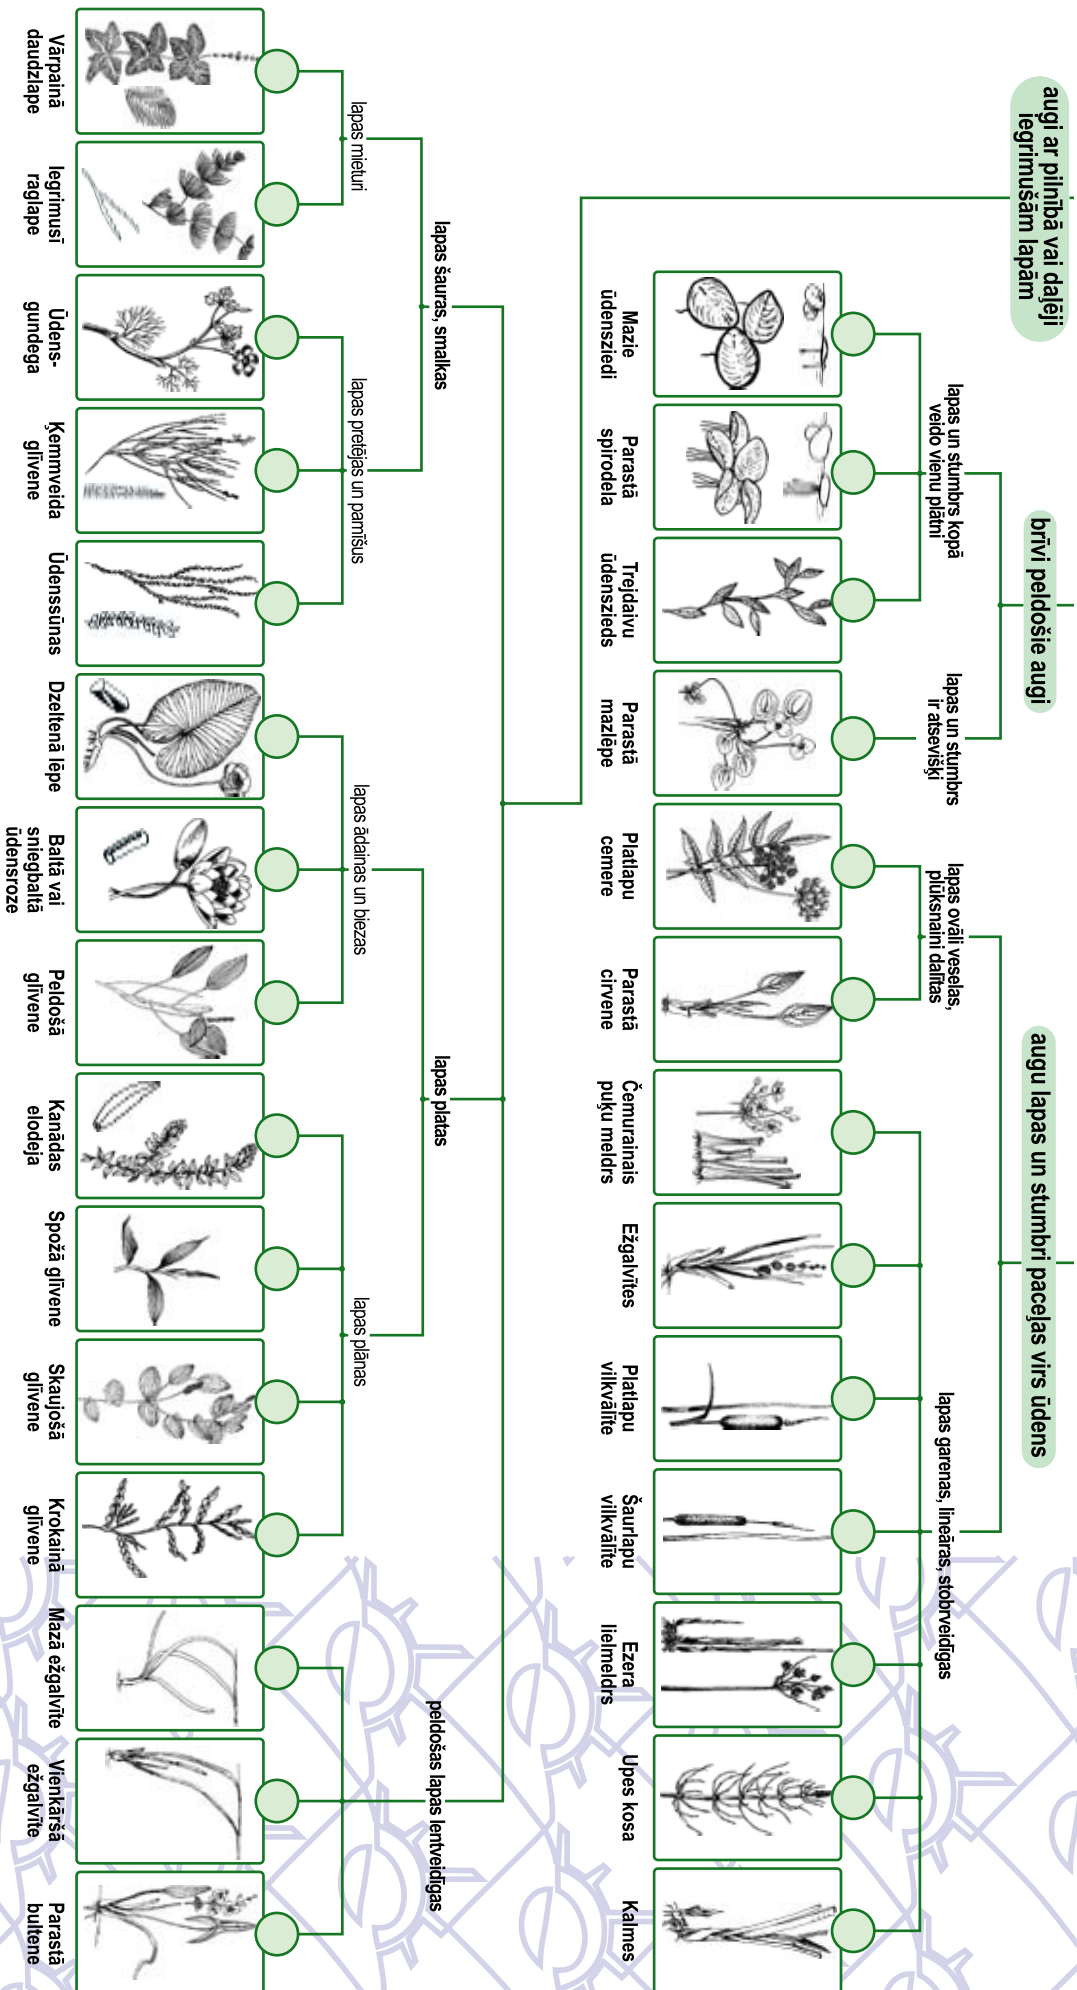 augi ar pilnībā vai daļēji
iegrimušām lapām
brīvi peldošie augi
augu lapas un stumbri paceļas virs ūdens
lapas un stumbrs kopā
veido vienu plātni
lapas un stumbrs
ir atsevišķi
lapas ovāli veselas,
plūksnaini dalītas
lapas garenas, lineāras, stobrveidīgas
Mazie
ūdensziedi
Parastā
spirodela
Trejdaivu
ūdenszieds
Parastā
mazlēpe
Platlapu
cemere
Parastā
cirvene
Čemurainais
puķu meldrs
Ežgalvītes
Platlapu
vilkvālīte
Šaurlapu
vilkvālīte
Ezera
lielmeldrs
Upes kosa
Kalmes
lapas šauras, smalkas
lapas platas
peldošas lapas lentveidīgas
lapas mieturi
lapas pretējas un pamīšus
lapas ādainas un biezas
lapas plānas
Vārpainā
daudzlape
Iegrimusī
raglape
Ūdens-
gundega
Ķemmveida
glīvene
Ūdenssūnas
Dzeltenā lēpe
Baltā vai
sniegbaltā
ūdensroze
Peldošā
glīvene
Kanādas
elodeja
Spožā glīvene
Skaujošā
glīvene
Krokainā
glīvene
Mazā ežgalvīte
Vienkāršā
ežgalvīte
Parastā
bultene